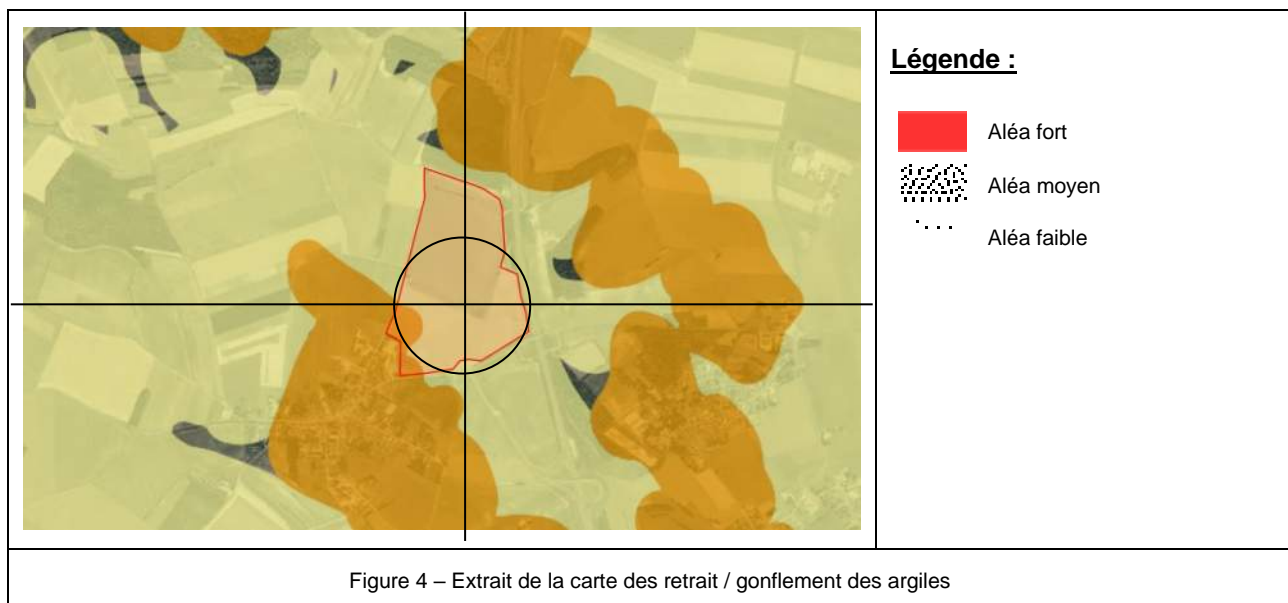 Légende :
Aléa fort
Aléa moyen
Aléa faible
Figure 4 – Extrait de la carte des retrait / gonflement des argiles